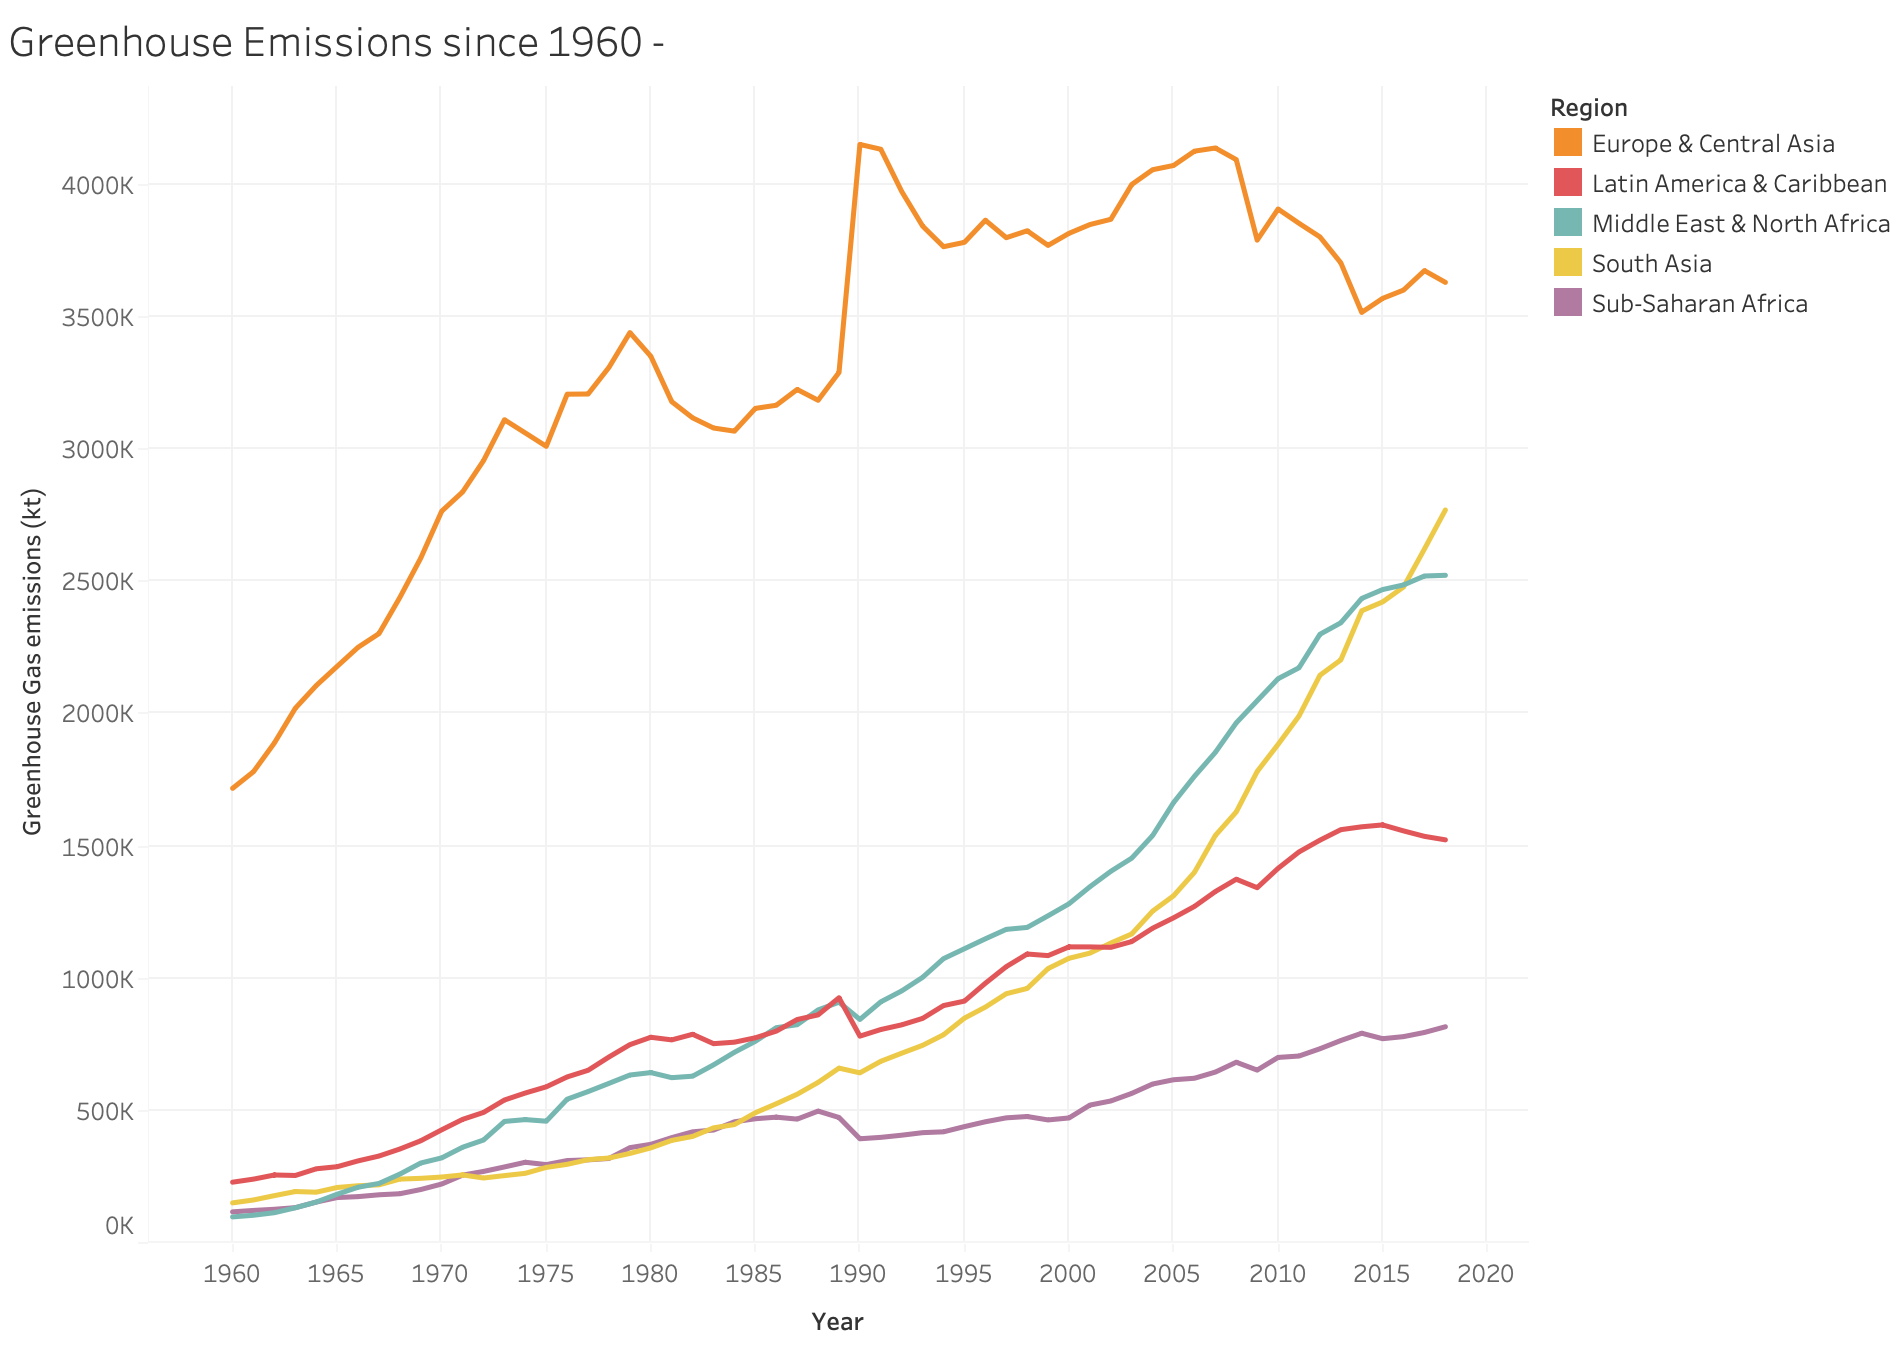 Greenhouse Emissions since 1960 -
Region
Europe & Central Asia
Latin America & Caribbean
Middle East & North Africa
South Asia
Sub-Saharan Africa
Greenhouse Gas emissions (kt)
4000K
3500K
3000K
2500K
2000K
1500K
1000K
500K
0K
1960 1965 1970 1975 1980 1985 1990 1995 2000 2005 2010 2015 2020
Year